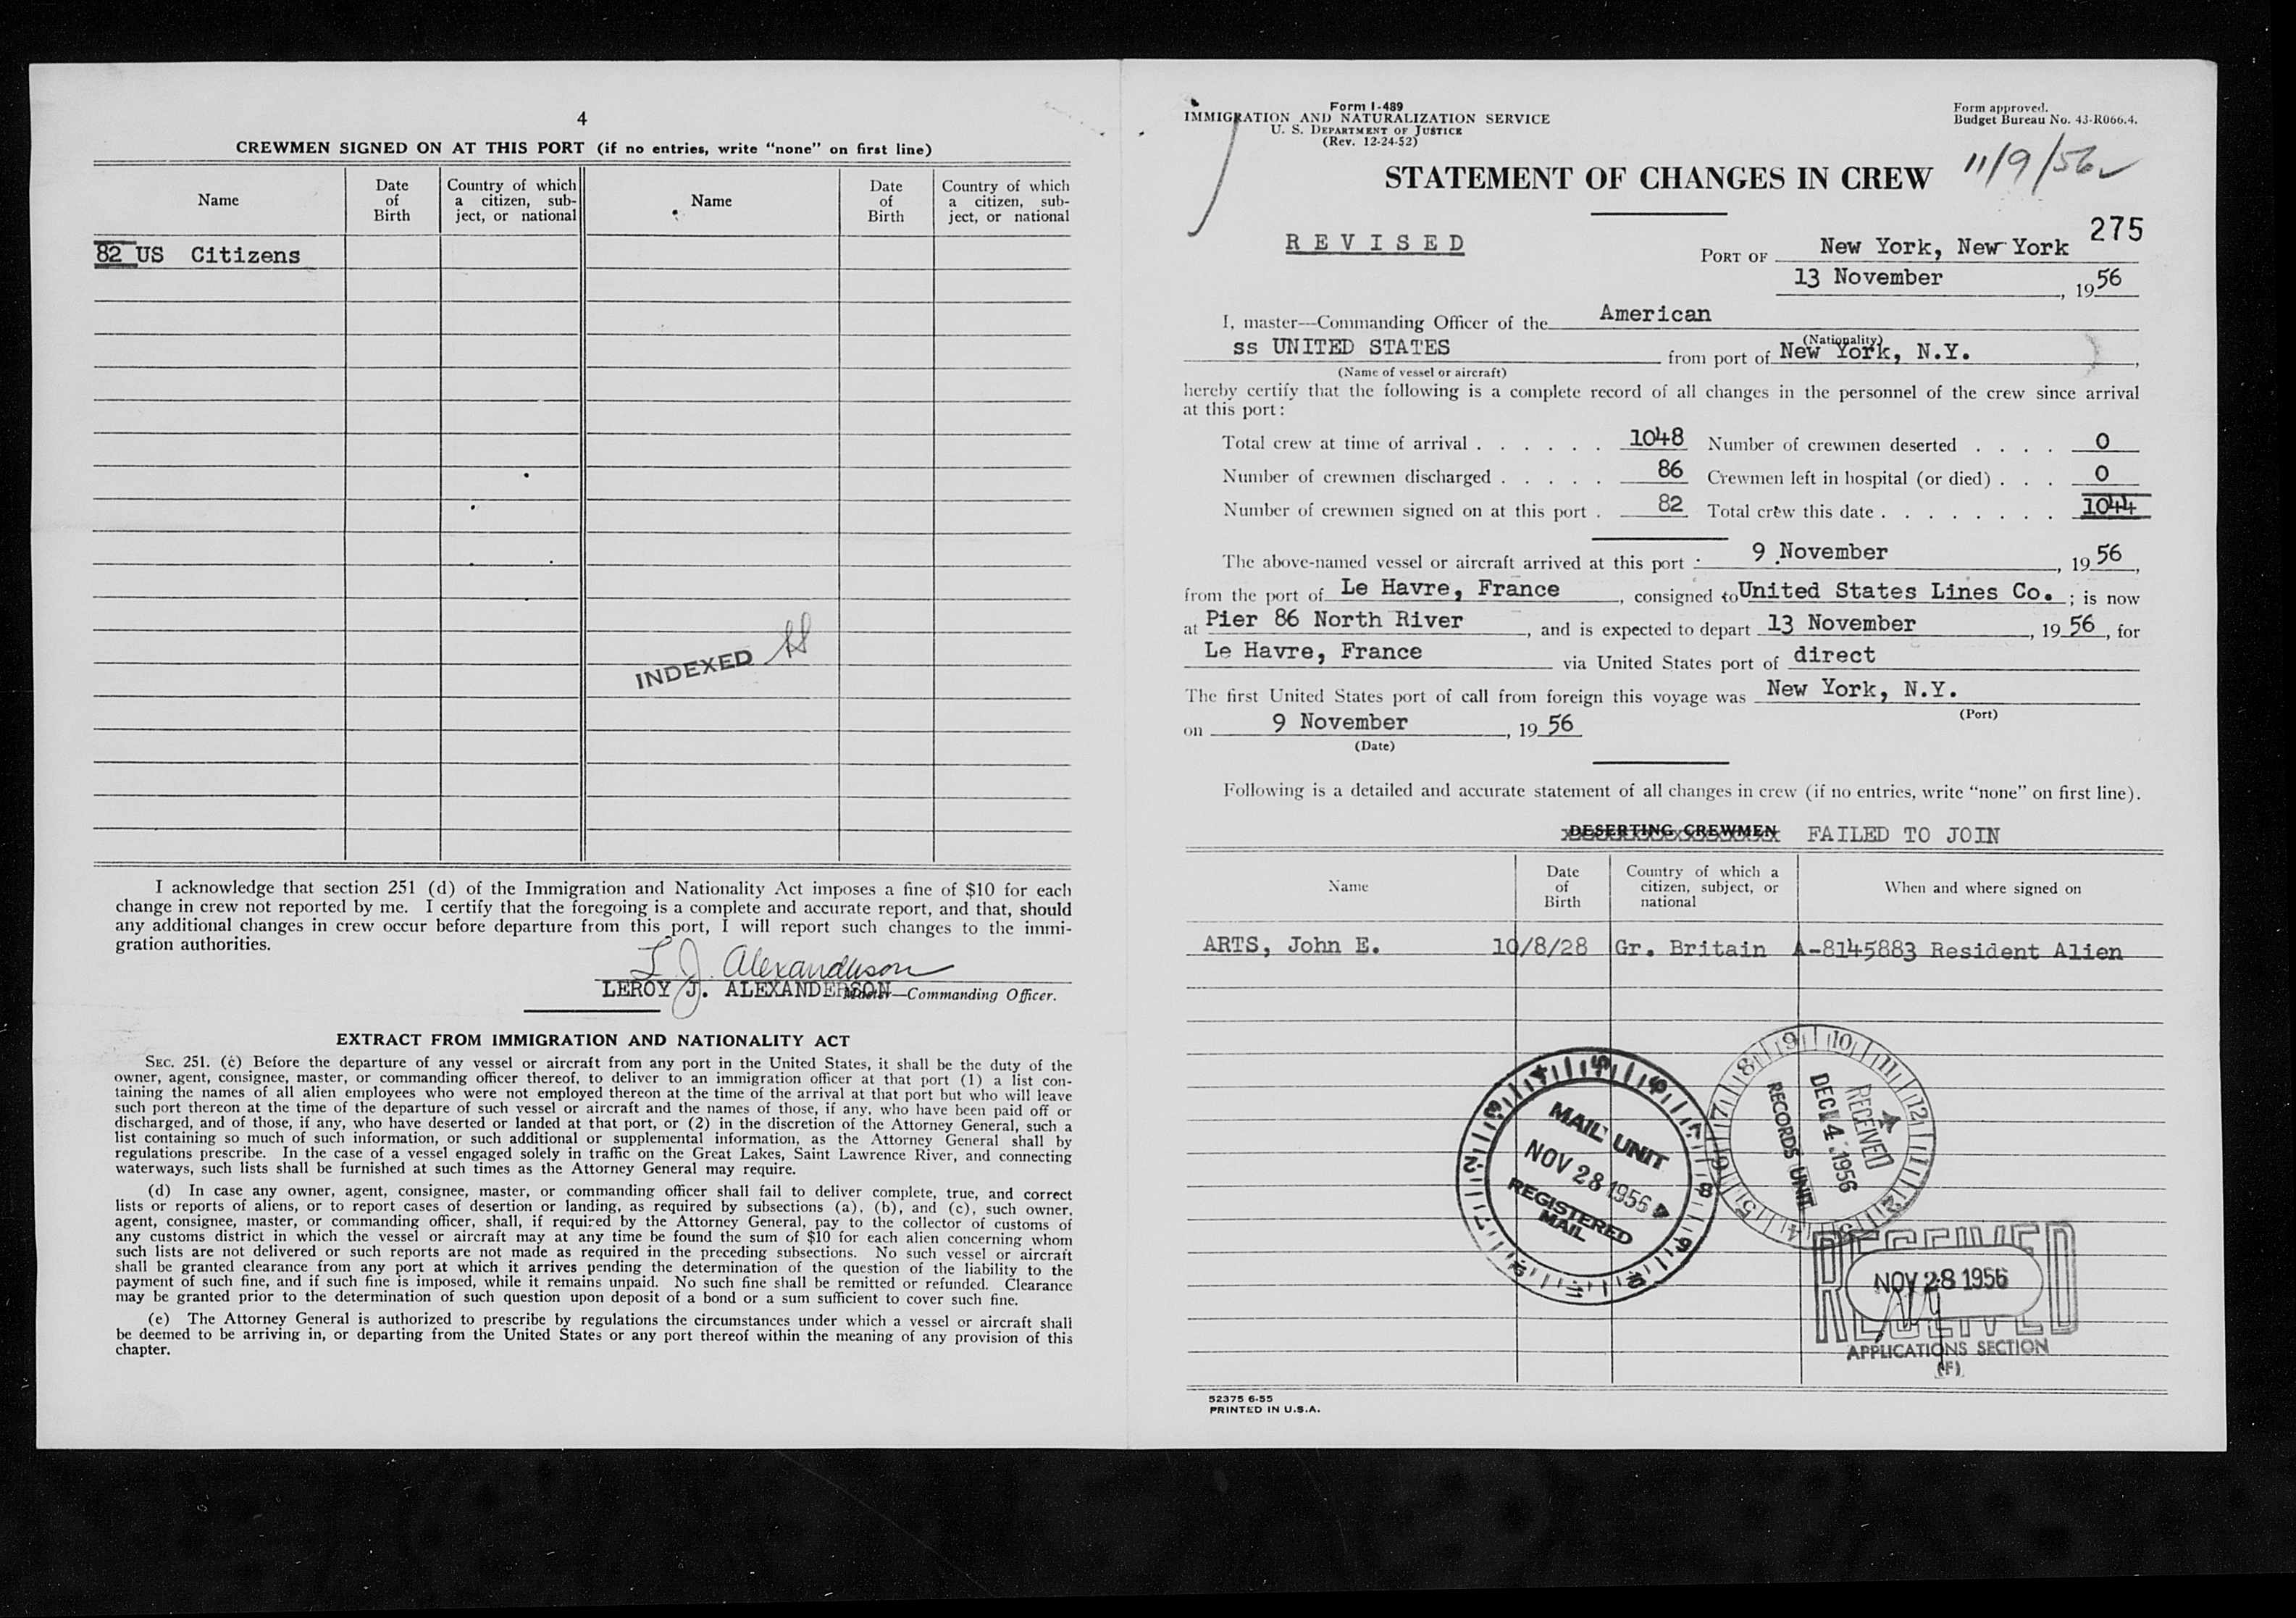 4
CREWMEN SIGNED ON AT THIS PORT (if no entries, write "none" on first line)
Name
Date of Birth
Country of which a citizen, subject, or national
Name
Date of Birth
Country of which a citizen, subject, or national
82 US Citizens
INDEXED
I acknowledge that section 251 (d) of the Immigration and Nationality Act imposes a fine of $10 for each
change in crew not reported by me. I certify that the foregoing is a complete and accurate report, and that, should
any additional changes in crew occur before departure from this port, I will report such changes to the immi-
gration authorities.
L J. Alexanderson
LEROY J. ALEXANDERSON Master—Commanding Officer.
EXTRACT FROM IMMIGRATION AND NATIONALITY ACT
SEC. 251. (c) Before the departure of any vessel or aircraft from any port in the United States, it shall be the duty of the
owner, agent, consignee, master, or commanding officer thereof, to deliver to an immigration officer at that port (1) a list con-
taining the names of all alien employees who were not employed thereon at the time of the arrival at that port but who will leave
such port thereon at the time of the departure of such vessel or aircraft and the names of those, if any, who have been paid off or
discharged, and of those, if any, who have deserted or landed at that port, or (2) in the discretion of the Attorney General, such a
list containing so much of such information, or such additional or supplemental information, as the Attorney General shall by
regulations prescribe. In the case of a vessel engaged solely in traffic on the Great Lakes, Saint Lawrence River, and connecting
waterways, such lists shall be furnished at such times as the Attorney General may require.
(d) In case any owner, agent, consignee, master, or commanding officer shall fail to deliver complete, true, and correct
lists or reports of aliens, or to report cases of desertion or landing, as required by subsections (a), (b), and (c), such owner,
agent, consignee, master, or commanding officer, shall, if required by the Attorney General, pay to the collector of customs of
any customs district in which the vessel or aircraft may at any time be found the sum of $10 for each alien concerning whom
such lists are not delivered or such reports are not made as required in the preceding subsections. No such vessel or aircraft
shall be granted clearance from any port at which it arrives pending the determination of the question of the liability to the
payment of such fine, and if such fine is imposed, while it remains unpaid. No such fine shall be remitted or refunded. Clearance
may be granted prior to the determination of such question upon deposit of a bond or a sum sufficient to cover such fine.
(e) The Attorney General is authorized to prescribe by regulations the circumstances under which a vessel or aircraft shall
be deemed to be arriving in, or departing from the United States or any port thereof within the meaning of any provision of this
chapter.
Form I-489
IMMIGRATION AND NATURALIZATION SERVICE
U. S. DEPARTMENT OF JUSTICE
(Rev. 12-24-52)
Form approved.
Budget Bureau No. 43-R066.4.
11/9/56
STATEMENT OF CHANGES IN CREW
275
REVISED
PORT OF New York, New York
13 November, 1956
I, master—Commanding Officer of the American
(Nationality)
ss UNITED STATES from port of New York, N.Y.,
(Name of vessel or aircraft)
hereby certify that the following is a complete record of all changes in the personnel of the crew since arrival
at this port:
Total crew at time of arrival . . . . . . 1048 Number of crewmen deserted . . . . 0
Number of crewmen discharged . . . . . 86 Crewmen left in hospital (or died) . . . 0
Number of crewmen signed on at this port . 82 Total crew this date . . . . . . . . 1044
The above-named vessel or aircraft arrived at this port : 9 November, 1956,
from the port of Le Havre, France, consigned to United States Lines Co.; is now
at Pier 86 North River, and is expected to depart 13 November, 1956, for
Le Havre, France via United States port of direct
The first United States port of call from foreign this voyage was New York, N.Y.
(Port)
on 9 November, 1956
(Date)
Following is a detailed and accurate statement of all changes in crew (if no entries, write "none" on first line).
DESERTING CREWMEN FAILED TO JOIN
Name
Date of Birth
Country of which a citizen, subject, or national
When and where signed on
ARTS, John E. 10/8/28 Gr. Britain A-8145883 Resident Alien
MAIL UNIT
NOV 28 1956
REGISTERED
MAIL
RECEIVED
DEC 4 1956
RECORDS UNIT
RECEIVED
NOV 28 1956
APPLICATIONS SECTION
(F)
52375 6-55
PRINTED IN U.S.A.